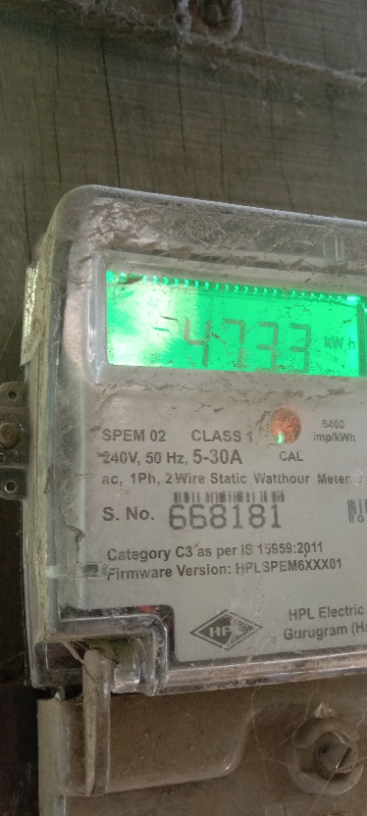 4733 kWh
SPEM 02 CLASS 1 6400
240V, 50 Hz, 5-30A CAL imp/kWh
ac, 1Ph, 2 Wire Static Watthour Meter
S. No. 668181
Category C3 as per IS 15959:2011
Firmware Version: HPLSPEM6XXX01
HPL
HPL Electric
Gurugram (Ha